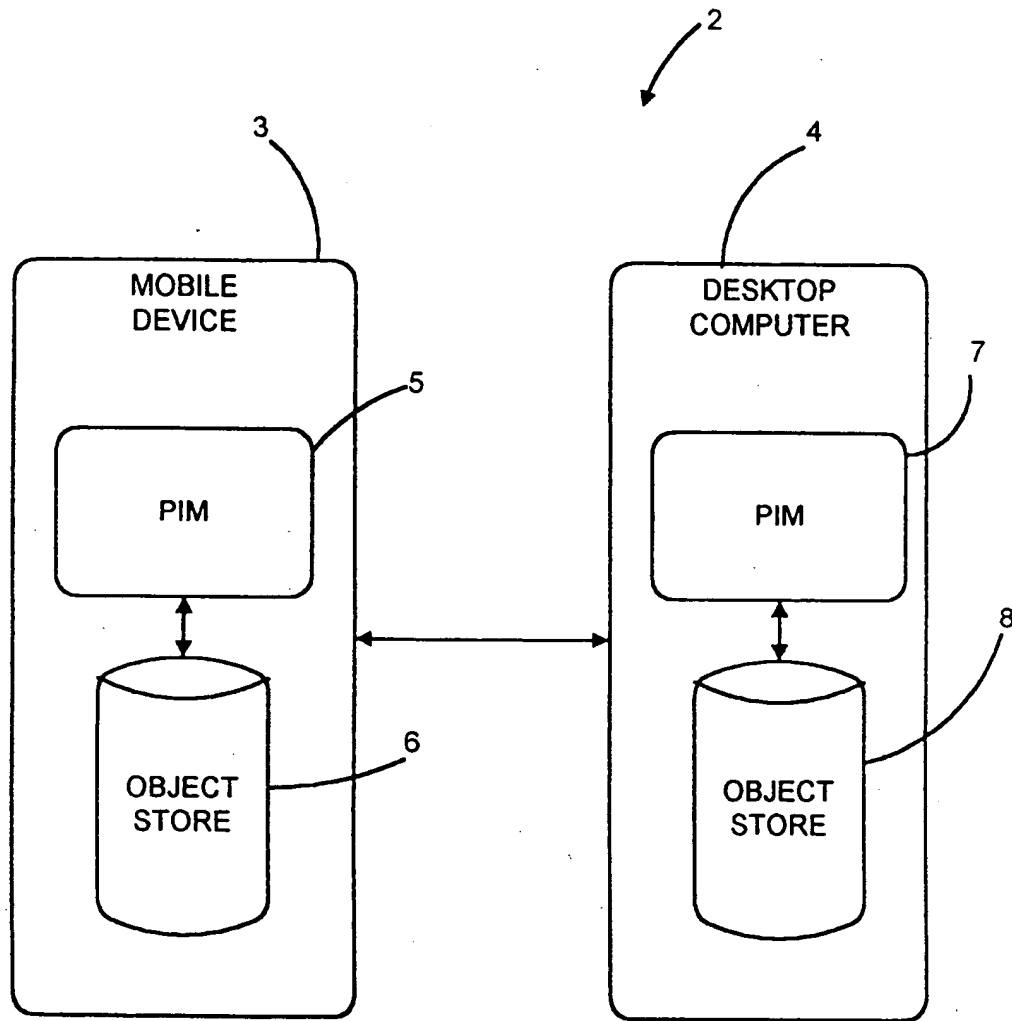 2
3
4
MOBILE
DEVICE
DESKTOP
COMPUTER
5
7
PIM
PIM
8
6
OBJECT
STORE
OBJECT
STORE